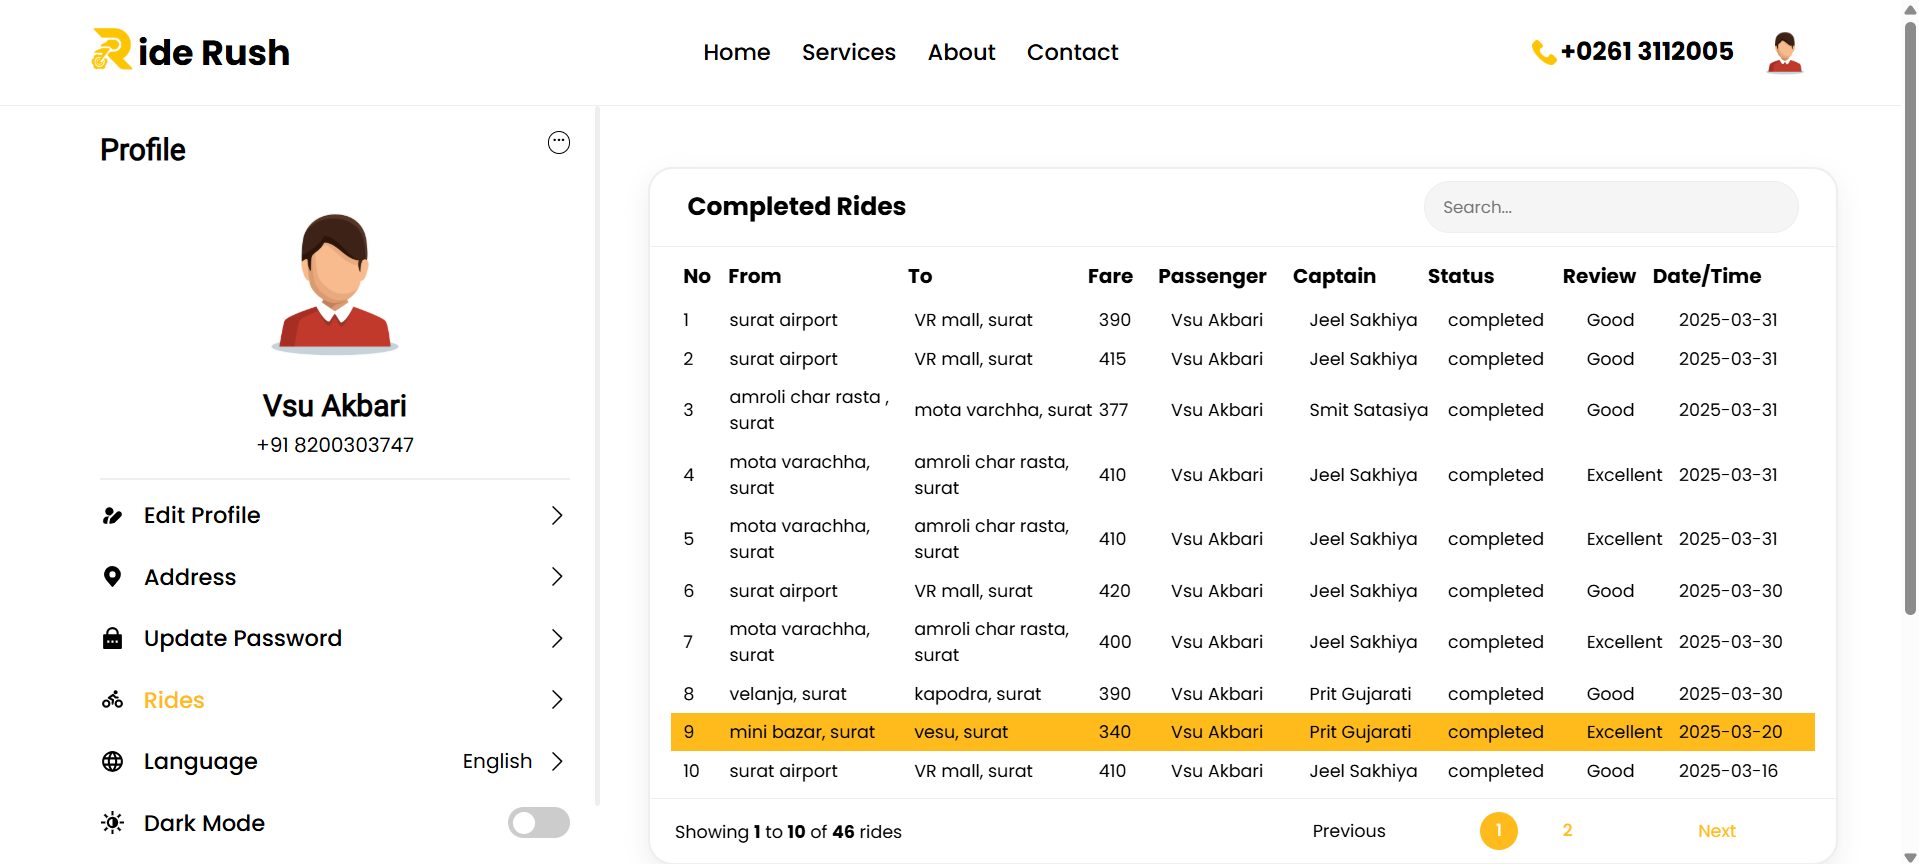 Ride Rush
Home Services About Contact
+0261 3112005
Profile
Vsu Akbari
+91 8200303747
Edit Profile
Address
Update Password
Rides
Language English
Dark Mode
Completed Rides
Search...
No From To Fare Passenger Captain Status Review Date/Time
1 surat airport VR mall, surat 390 Vsu Akbari Jeel Sakhiya completed Good 2025-03-31
2 surat airport VR mall, surat 415 Vsu Akbari Jeel Sakhiya completed Good 2025-03-31
3 amroli char rasta , surat mota varchha, surat 377 Vsu Akbari Smit Satasiya completed Good 2025-03-31
4 mota varachha, surat amroli char rasta, surat 410 Vsu Akbari Jeel Sakhiya completed Excellent 2025-03-31
5 mota varachha, surat amroli char rasta, surat 410 Vsu Akbari Jeel Sakhiya completed Excellent 2025-03-31
6 surat airport VR mall, surat 420 Vsu Akbari Jeel Sakhiya completed Good 2025-03-30
7 mota varachha, surat amroli char rasta, surat 400 Vsu Akbari Jeel Sakhiya completed Excellent 2025-03-30
8 velanja, surat kapodra, surat 390 Vsu Akbari Prit Gujarati completed Good 2025-03-30
9 mini bazar, surat vesu, surat 340 Vsu Akbari Prit Gujarati completed Excellent 2025-03-20
10 surat airport VR mall, surat 410 Vsu Akbari Jeel Sakhiya completed Good 2025-03-16
Showing 1 to 10 of 46 rides
Previous 1 2 Next